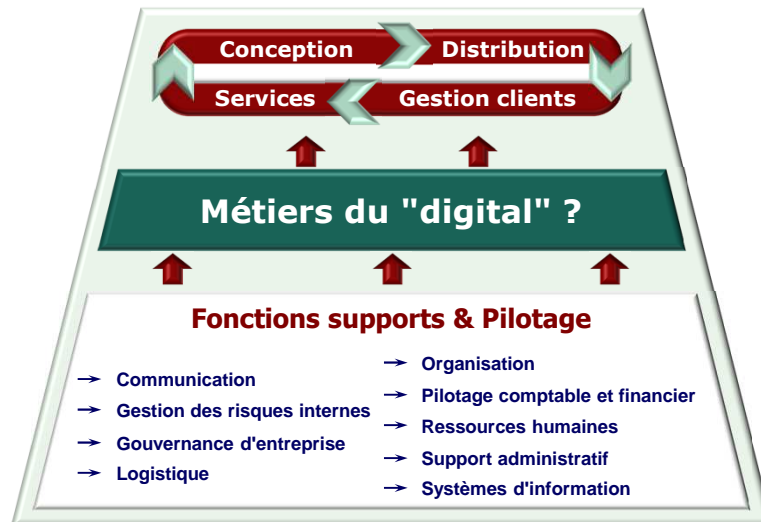 Conception
Distribution
Services
Gestion clients
Métiers du "digital" ?
Fonctions supports & Pilotage
→ Communication
→ Gestion des risques internes
→ Gouvernance d'entreprise
→ Logistique
→ Organisation
→ Pilotage comptable et financier
→ Ressources humaines
→ Support administratif
→ Systèmes d'information